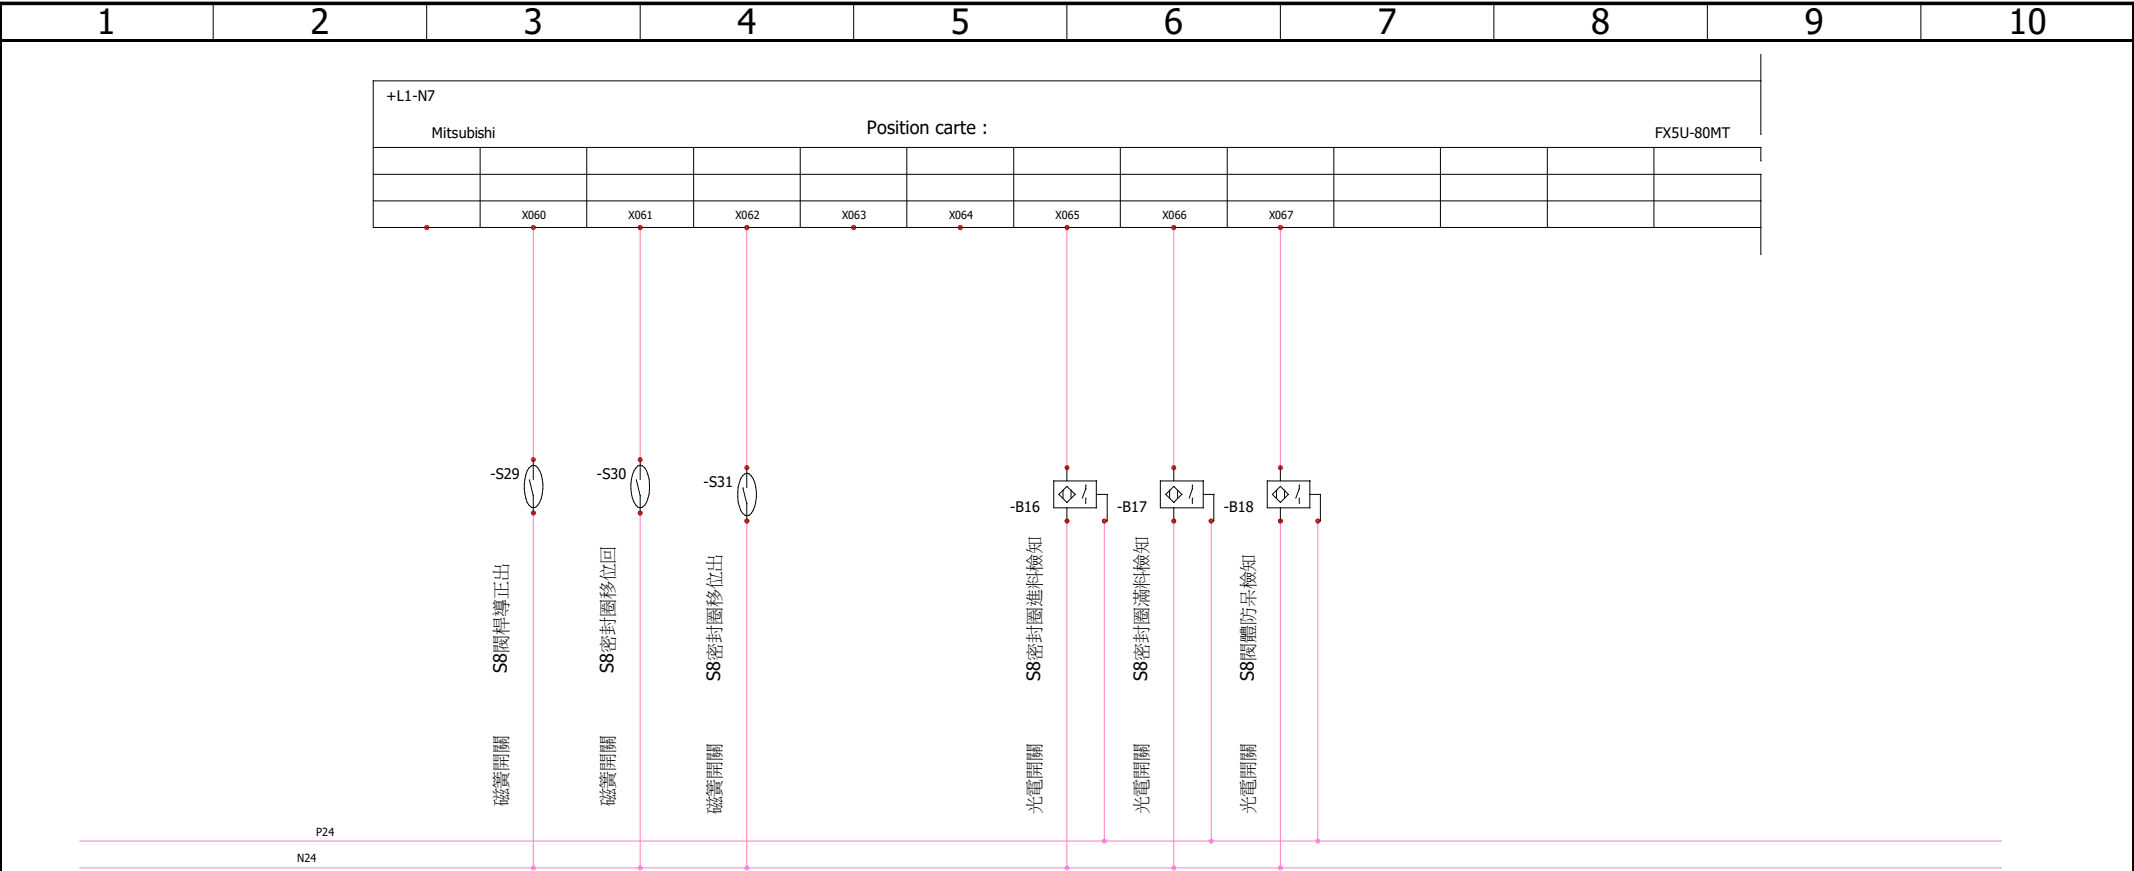 1 2 3 4 5 6 7 8 9 10
+L1-N7
Mitsubishi Position carte : FX5U-80MT
X060 X061 X062 X063 X064 X065 X066 X067
-S29 -S30 -S31 -B16 -B17 -B18
S8閥桿導正出
S8密封圈移位回
S8密封圈移位出
S8密封圈進料檢知
S8密封圈滿料檢知
S8閥體防呆檢知
磁簧開關
磁簧開關
磁簧開關
光電開關
光電開關
光電開關
P24
N24